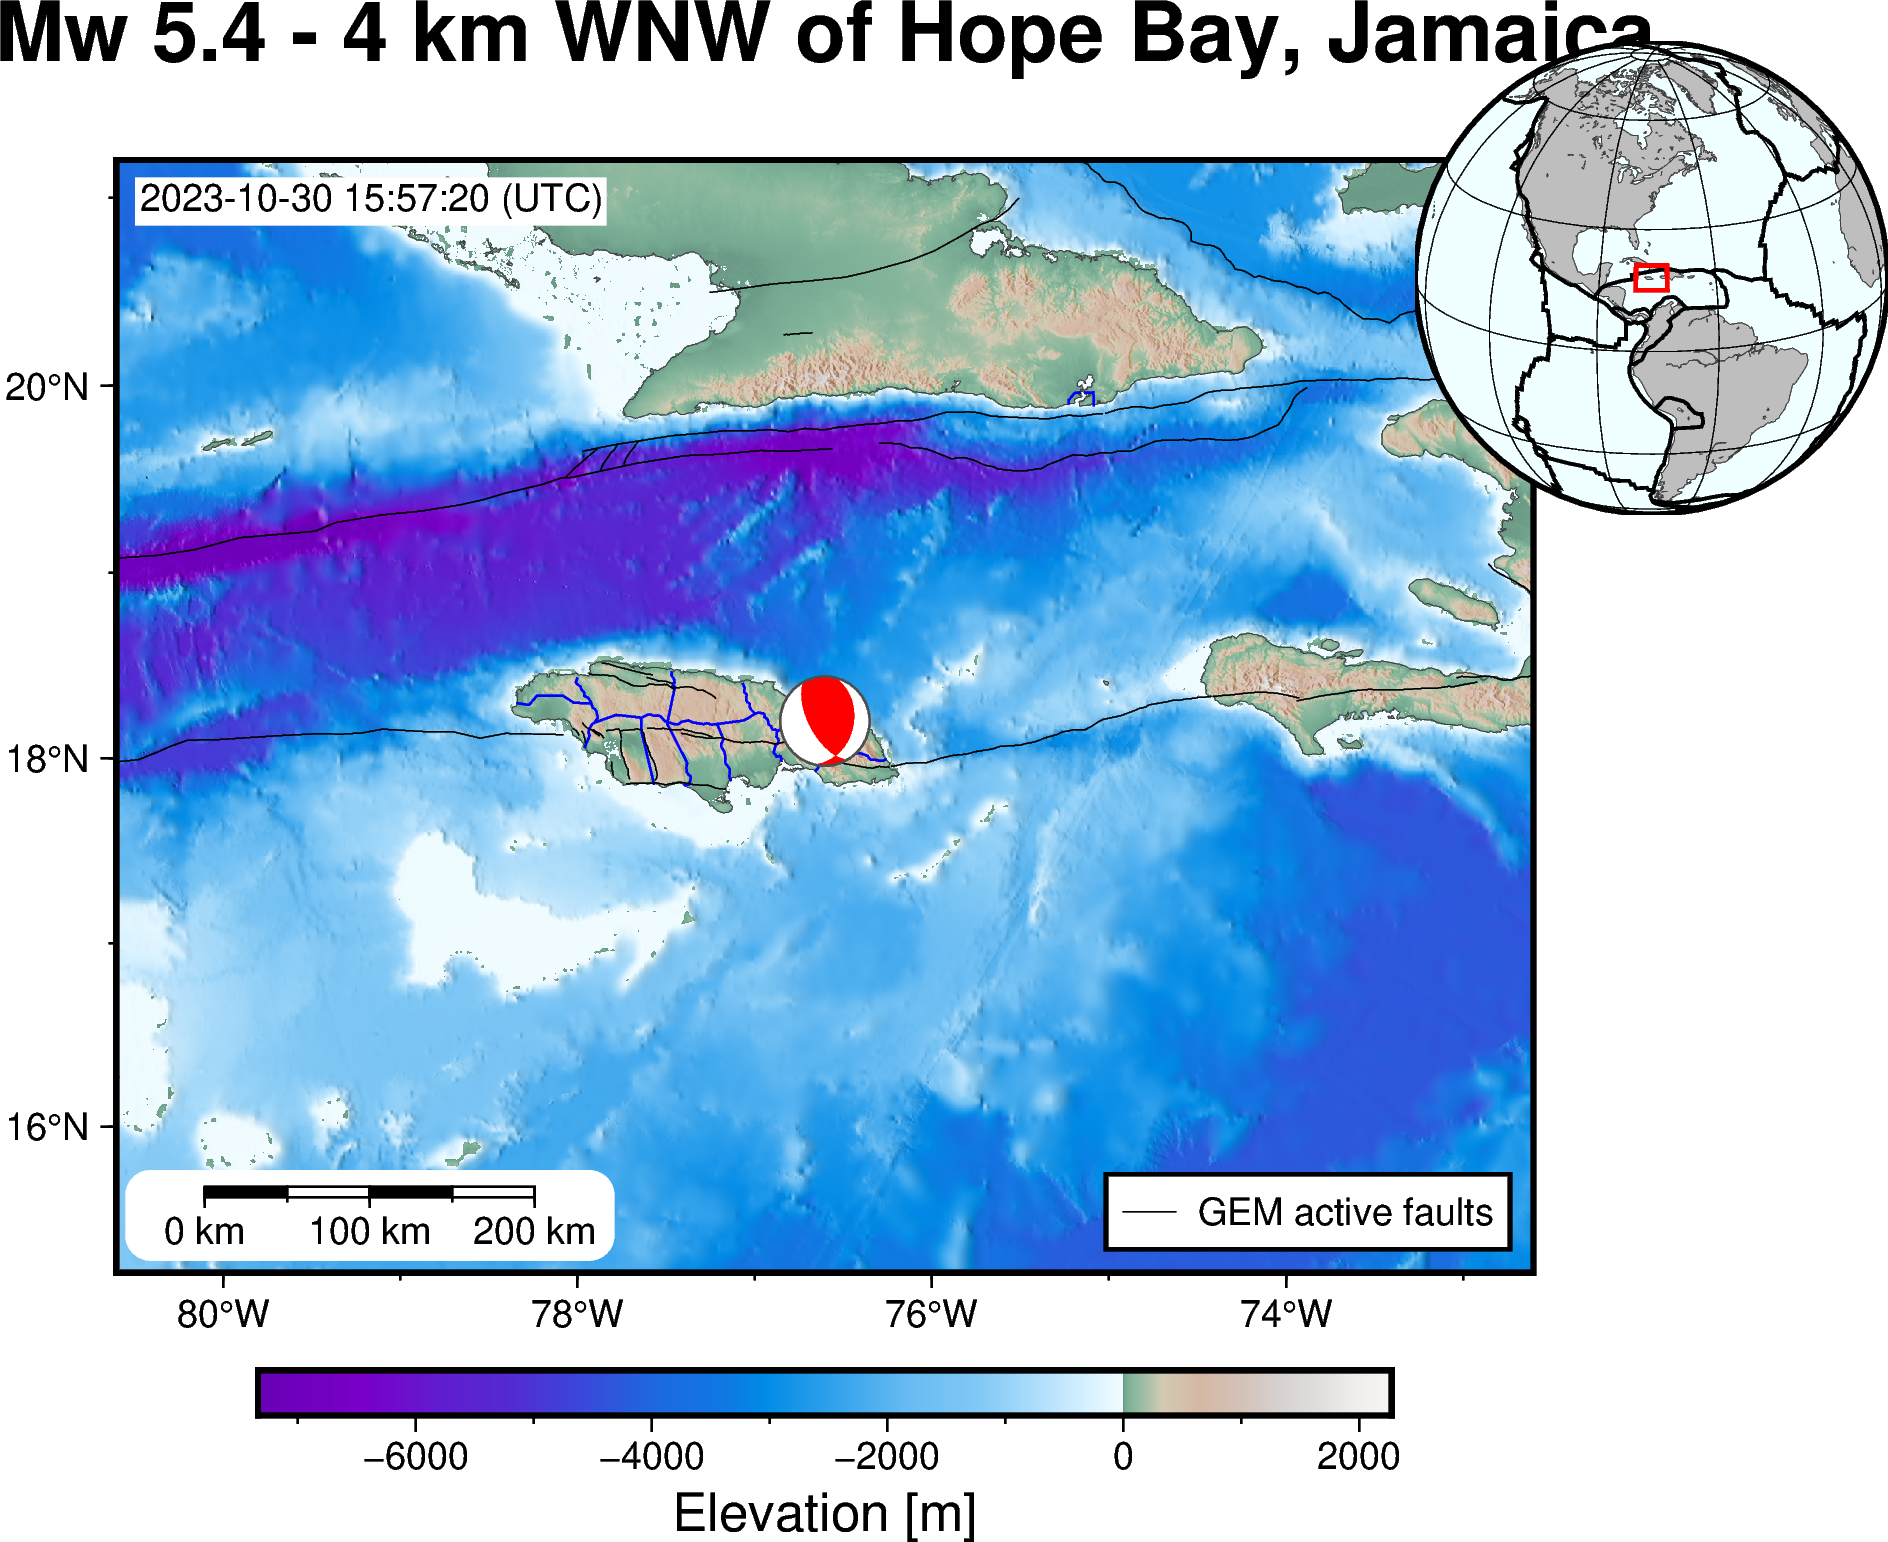 Mw 5.4 - 4 km WNW of Hope Bay, Jamaica
2023-10-30 15:57:20 (UTC)
20°N
18°N
16°N
0 km 100 km 200 km
GEM active faults
80°W 78°W 76°W 74°W
−6000 −4000 −2000 0 2000
Elevation [m]